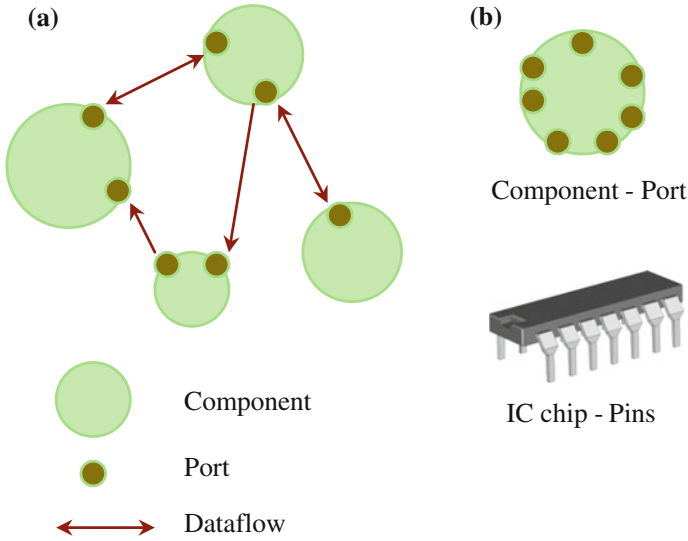 (a)
Component
Port
Dataflow
(b)
Component - Port
IC chip - Pins